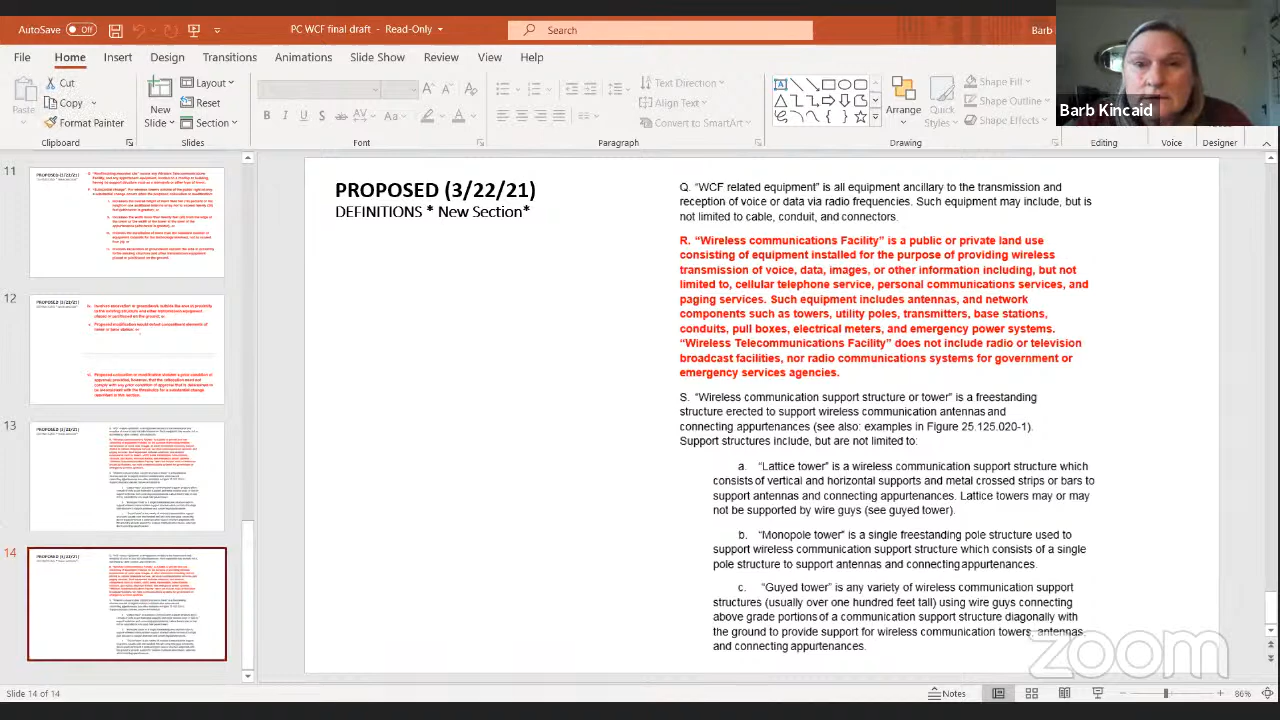 AutoSave Off
PC WCF final draft - Read-Only
Search
Barb
File
Home
Insert
Design
Transitions
Animations
Slide Show
Review
View
Help
Paste
Cut
Copy
Format Painter
Clipboard
New
Slide
Layout
Reset
Section
Slides
Font
Paragraph
Text Direction
Align Text
Convert to SmartArt
Arrange
Quick
Styles
Shape Fill
Shape Outline
Shape Effects
Drawing
Editing
Voice
Designer
Barb Kincaid
11
12
13
14
PROPOSED (3/22/21)
DEFINITIONS * New Section*
Q. "WCF related equipment" is all equipment ancillary to the transmission and
reception of voice or data via radio frequencies. Such equipment may include, but is
not limited to, cable, conduit and connectors.
R. "Wireless communications Facility" is a public or private land use
consisting of equipment installed for the purpose of providing wireless
transmission of voice, data, images, or other information including, but not
limited to, cellular telephone service, personal communications services, and
paging services. Such equipment includes antennas, and network
components such as towers, utility poles, transmitters, base stations,
conduits, pull boxes, electrical meters, and emergency power systems.
"Wireless Telecommunications Facility" does not include radio or television
broadcast facilities, nor radio communications systems for government or
emergency services agencies.
S. "Wireless communication support structure or tower" is a freestanding
structure erected to support wireless communication antennas and
connecting appurtenances.
Support structures include, but are not limited to:
"Lattice tower" is a wireless communication support structure which
consists of vertical and horizontal supports and multiple legs and cross-bars to
support antennas and connecting appurtenances. Lattice towers may or may
not be supported by wire guys (see guyed tower)
"Monopole tower" is a single freestanding pole structure used to
support wireless communication support structure which consists of a single
pole structure to support antennas and connecting appurtenances.
"Guyed tower" is any variety of wireless communication support
structures (usually over one hundred feet tall) using wire guys connecting
above grade portions of a communication support structure diagonally with
the ground to provide support for wireless communication towers, antennas
and connecting appurtenances.
zoom
Slide 14 of 14
Notes
86%